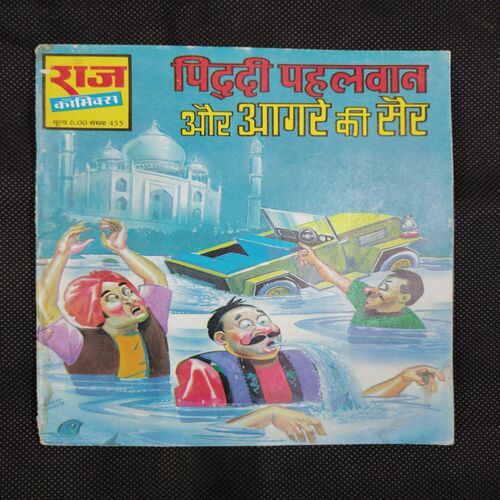 राज
कॉमिक्स
मूल्य 6.00 संख्या 435
पिद्दी पहलवान
और आगरे की सैर